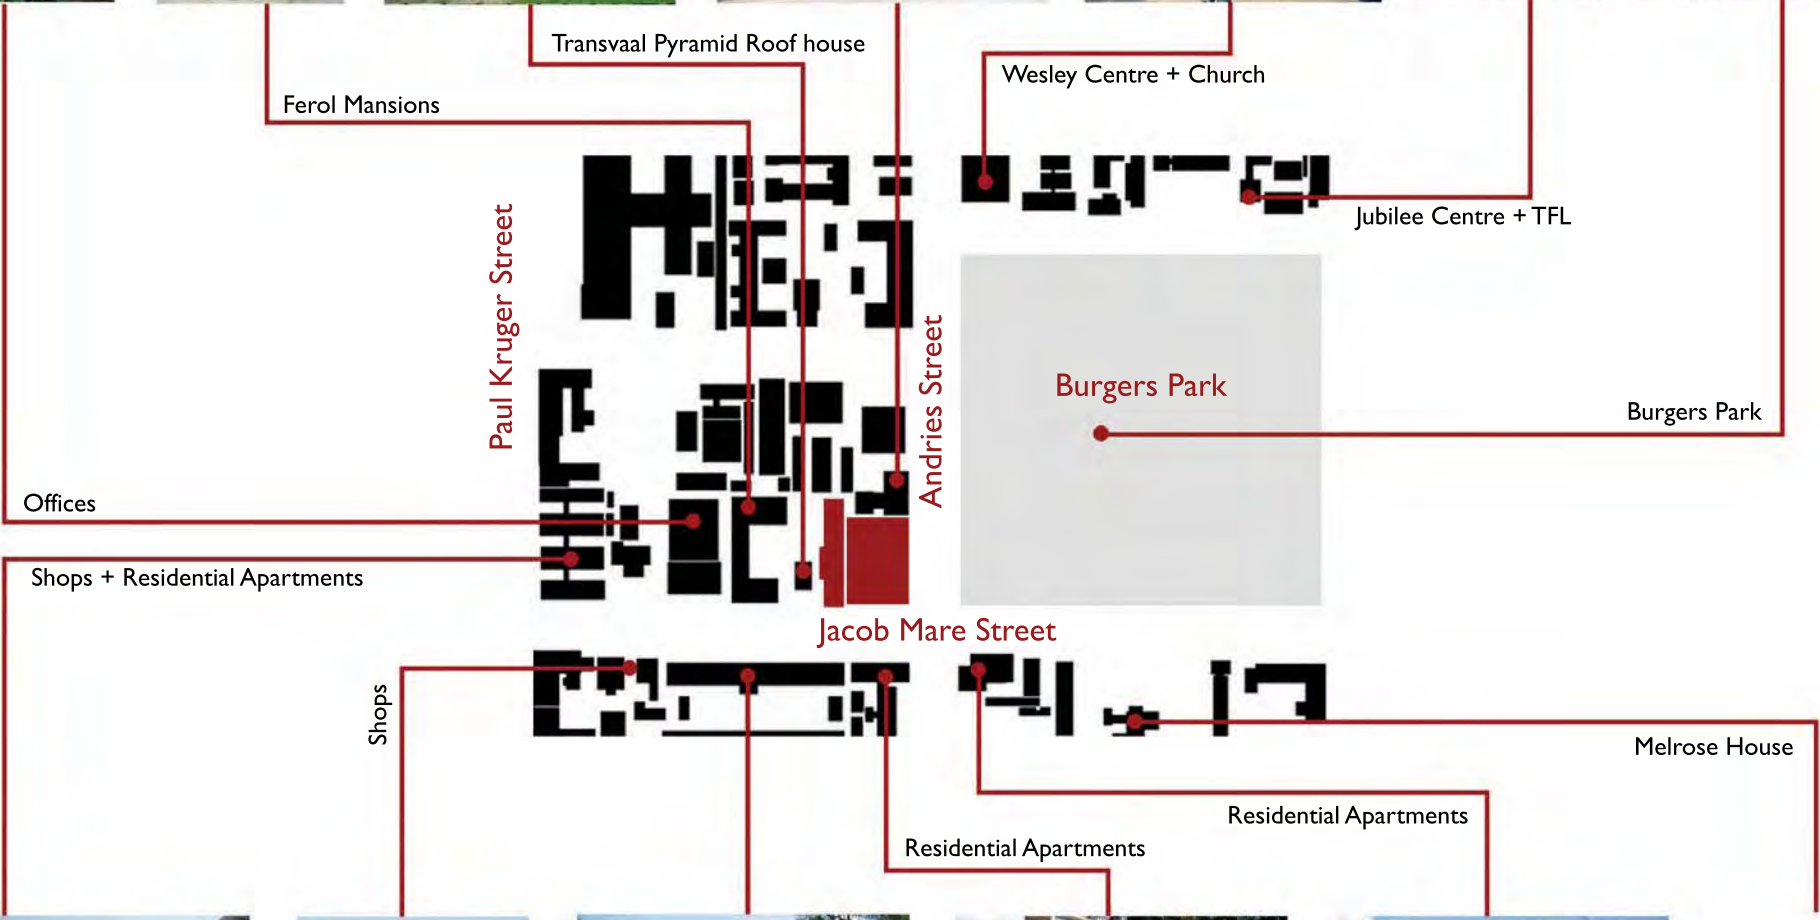 Transvaal Pyramid Roof house
Wesley Centre + Church
Ferol Mansions
Jubilee Centre + TFL
Paul Kruger Street
Andries Street
Burgers Park
Burgers Park
Offices
Shops + Residential Apartments
Jacob Mare Street
Shops
Melrose House
Residential Apartments
Residential Apartments